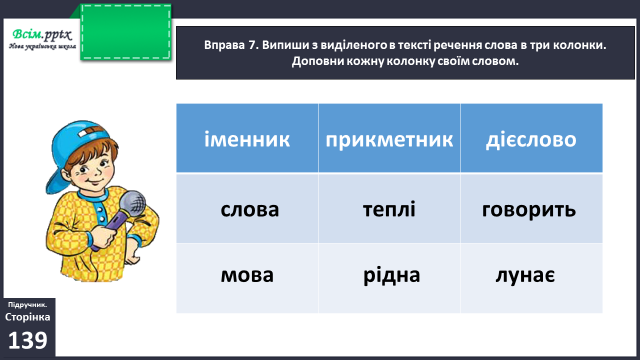 Всім.pptx
Нова українська школа
Вправа 7. Випиши з виділеного в тексті речення слова в три колонки.
Доповни кожну колонку своїм словом.
іменник прикметник дієслово
слова теплі говорить
мова рідна лунає
Підручник.
Сторінка
139